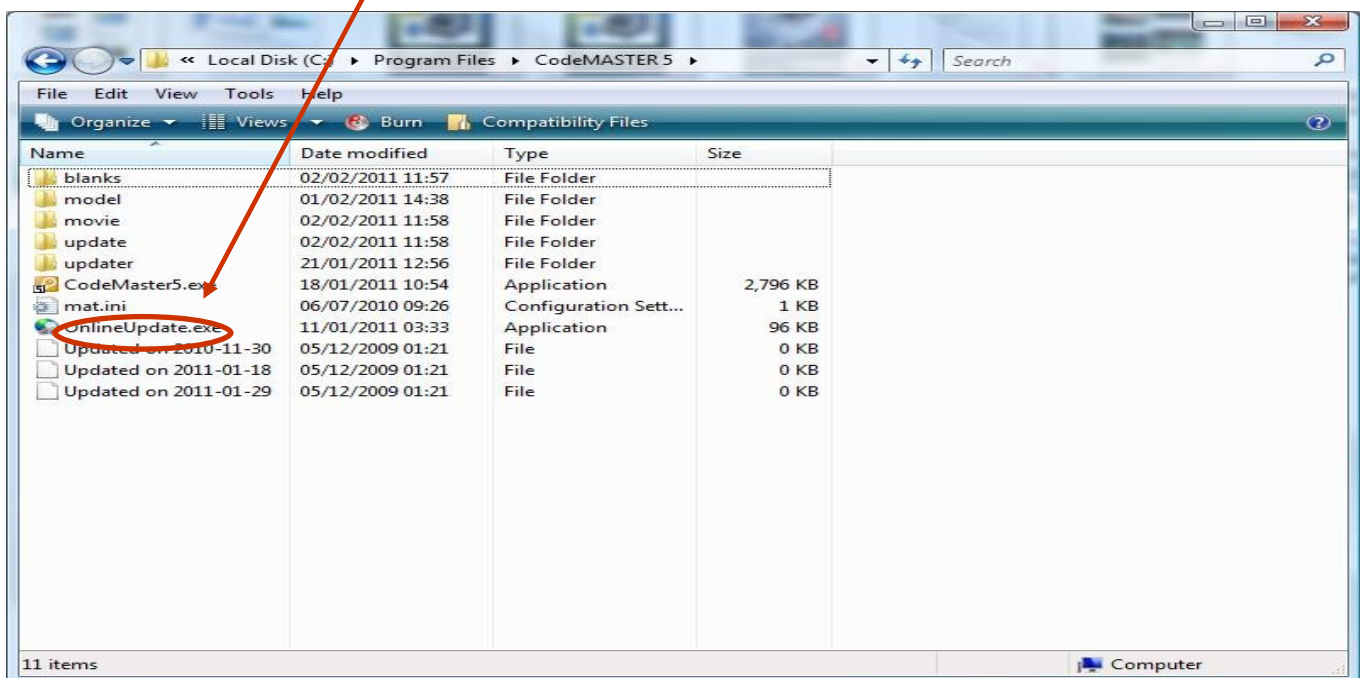 « Local Disk (C:) ▸ Program Files ▸ CodeMASTER 5 ▸ Search
File Edit View Tools Help
Organize Views Burn Compatibility Files
Name Date modified Type Size
blanks 02/02/2011 11:57 File Folder
model 01/02/2011 14:38 File Folder
movie 02/02/2011 11:58 File Folder
update 02/02/2011 11:58 File Folder
updater 21/01/2011 12:56 File Folder
CodeMaster5.exe 18/01/2011 10:54 Application 2,796 KB
mat.ini 06/07/2010 09:26 Configuration Sett... 1 KB
OnlineUpdate.exe 11/01/2011 03:33 Application 96 KB
Updated on 2010-11-30 05/12/2009 01:21 File 0 KB
Updated on 2011-01-18 05/12/2009 01:21 File 0 KB
Updated on 2011-01-29 05/12/2009 01:21 File 0 KB
11 items Computer